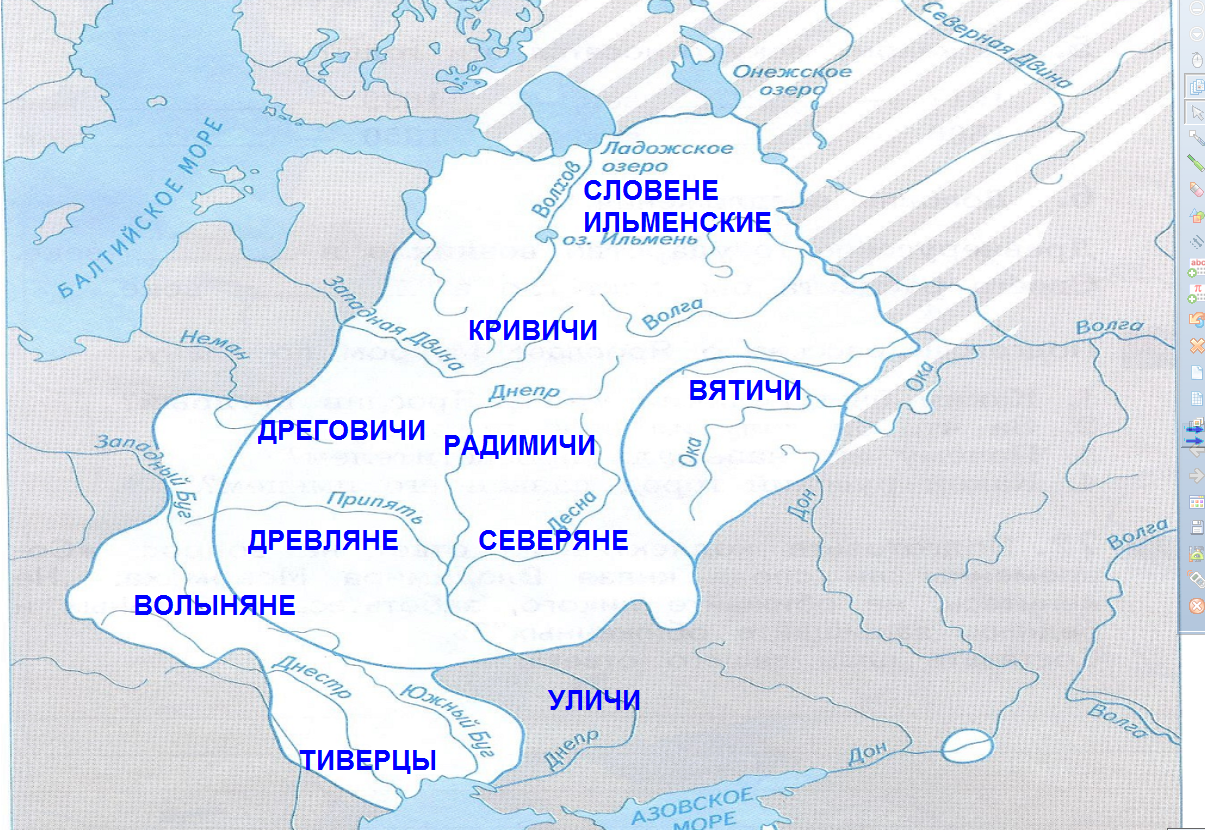 Северная Двина
Онежское
озеро
БАЛТИЙСКОЕ МОРЕ
Ладожское
озеро
Волхов
СЛОВЕНЕ
ИЛЬМЕНСКИЕ
оз. Ильмень
Западная Двина
Волга
КРИВИЧИ
Волга
Неман
Днепр
ВЯТИЧИ
Ока
ДРЕГОВИЧИ
РАДИМИЧИ
Ока
Западный Буг
Припять
Десна
Дон
Волга
ДРЕВЛЯНЕ
СЕВЕРЯНЕ
ВОЛЫНЯНЕ
Днестр
Южный Буг
УЛИЧИ
Волга
Днепр
Дон
ТИВЕРЦЫ
АЗОВСКОЕ
МОРЕ
abc
π